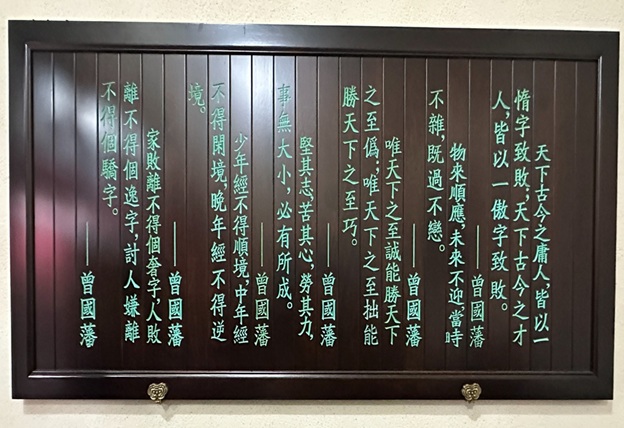 天下古今之庸人，皆以一
惰字致敗；天下古今之才
人，皆以一傲字致敗。
——曾國藩
物來順應，未來不迎當時
不雜，既過不戀。
——曾國藩
唯天下之至誠能勝天下
之至僞；唯天下之至拙能
勝天下之至巧。
——曾國藩
堅其志，苦其心，勞其力，
事無大小，必有所成。
——曾國藩
少年經不得順境，中年經
不得閑境，晚年經不得逆
境。
——曾國藩
家敗離不得個奢字，人敗
離不得個逸字，討人嫌離
不得個驕字。
——曾國藩